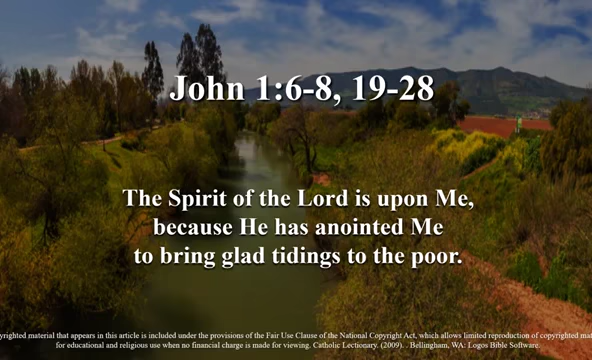 John 1:6-8, 19-28
The Spirit of the Lord is upon Me,
because He has anointed Me
to bring glad tidings to the poor.
yrighted material that appears in this article is included under the provisions of the Fair Use Clause of the National Copyright Act, which allows limited reproduction of copyrighted mat
for educational and religious use when no financial charge is made for viewing. Catholic Lectionary. (2009). . Bellingham, WA: Logos Bible Software.